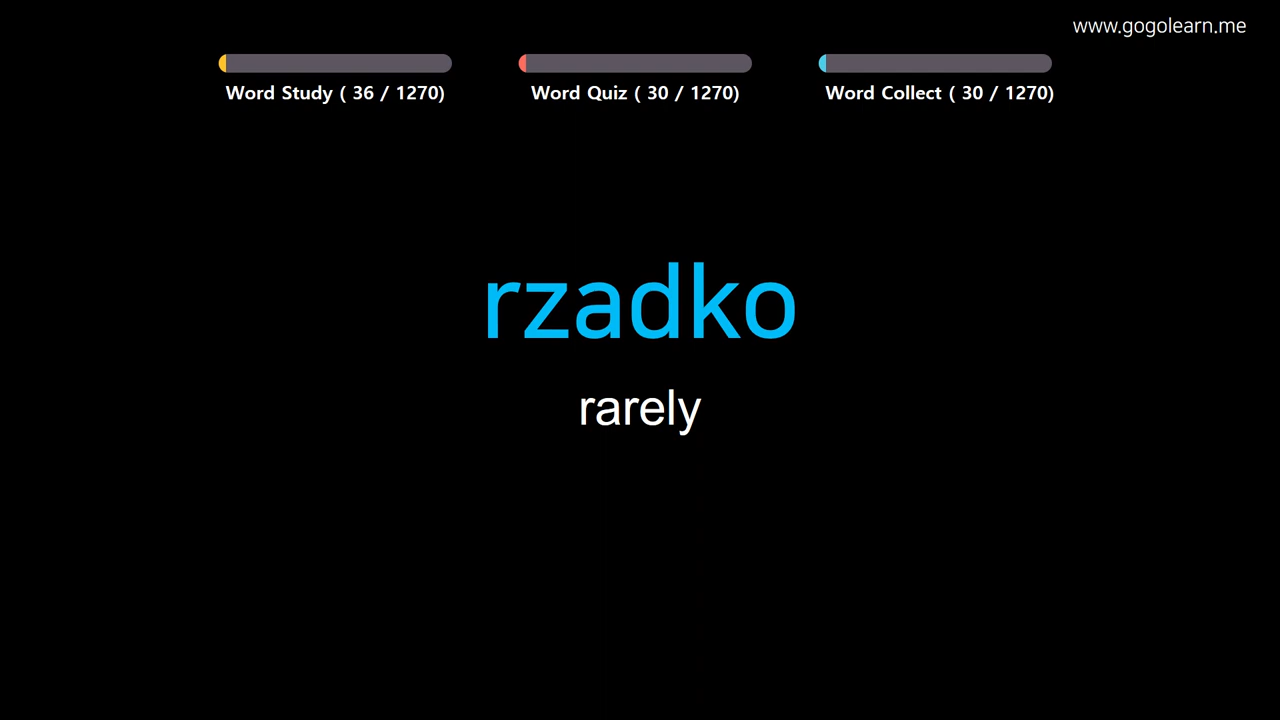 www.gogolearn.me
Word Study ( 36 / 1270)
Word Quiz ( 30 / 1270)
Word Collect ( 30 / 1270)
rzadko
rarely